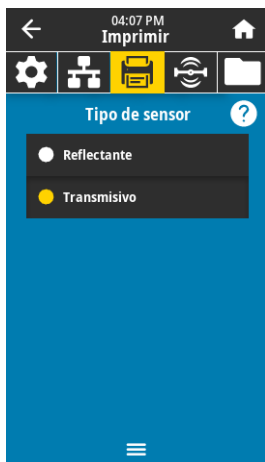 04:07 PM
Imprimir
Tipo de sensor
?
Reflectante
Transmisivo